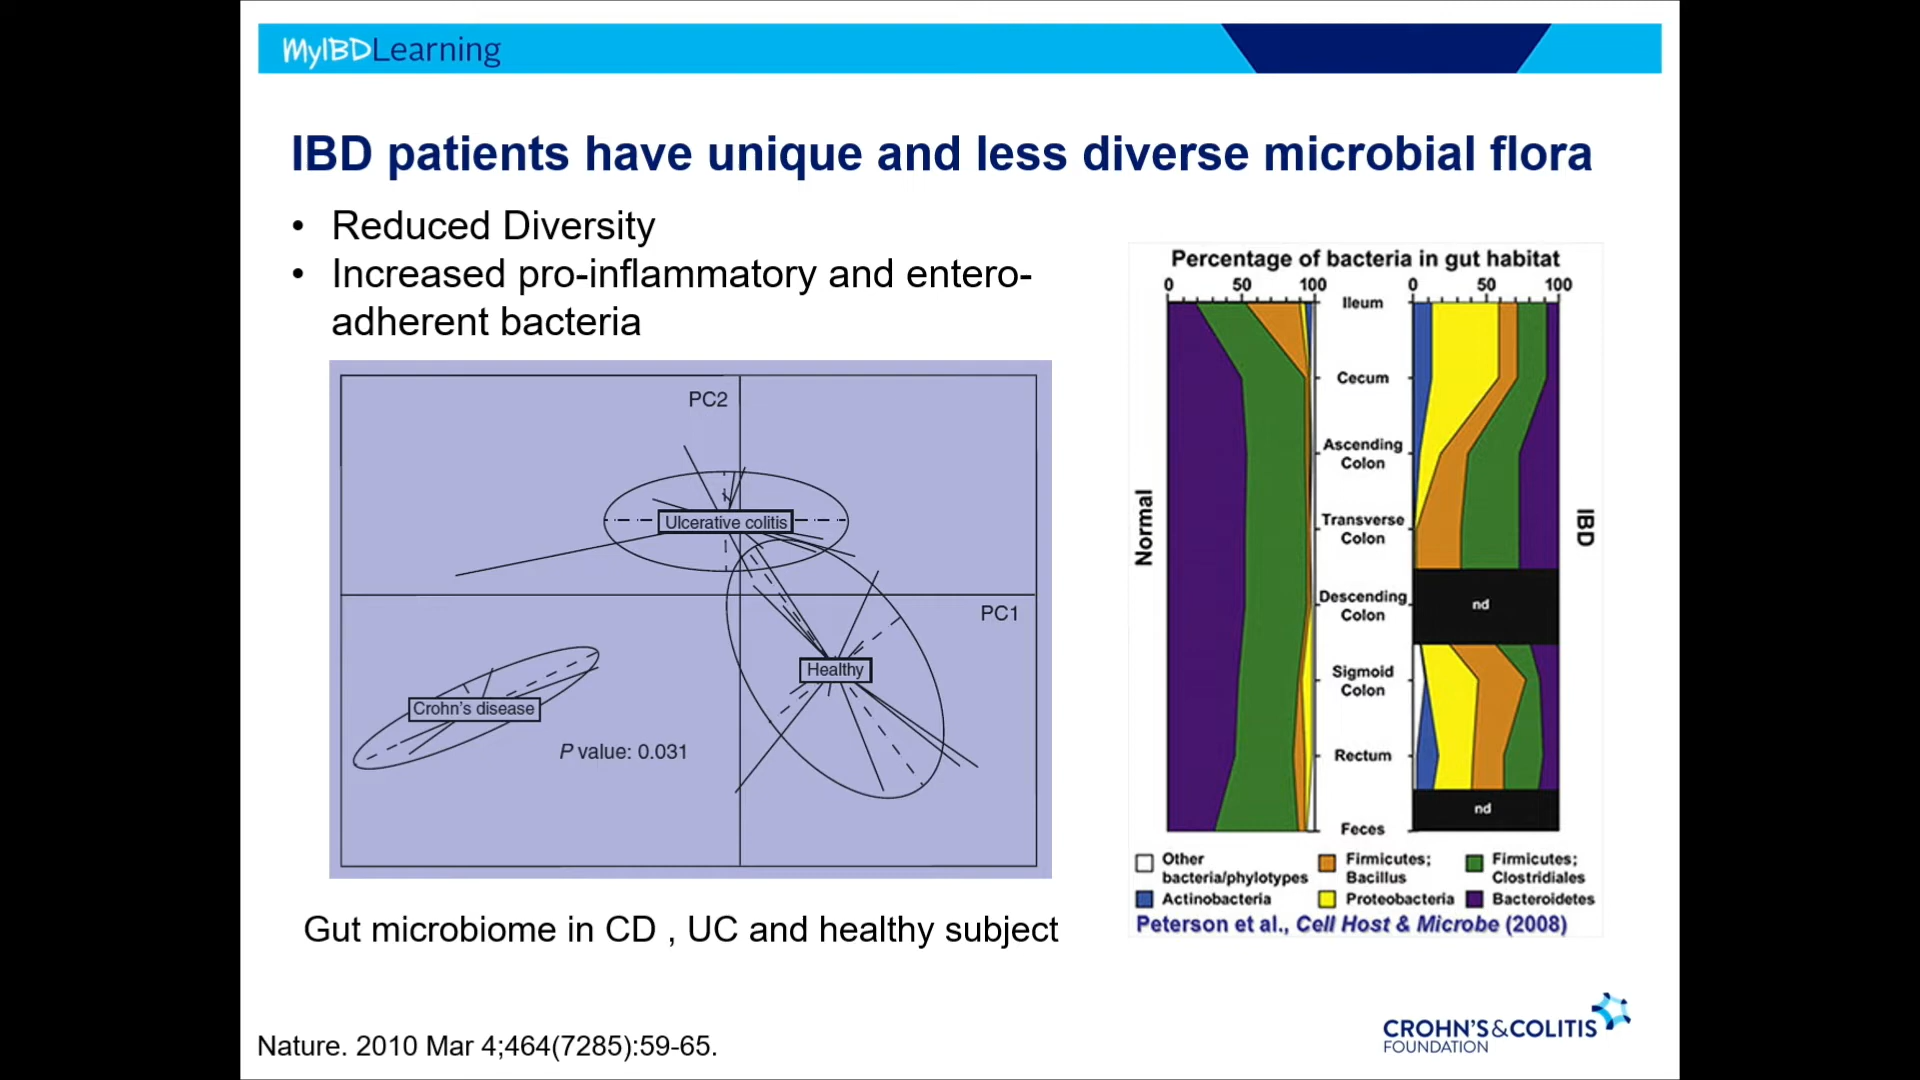 MyIBDLearning
IBD patients have unique and less diverse microbial flora
• Reduced Diversity
• Increased pro-inflammatory and entero-
adherent bacteria
PC2
Ulcerative colitis
PC1
Healthy
Crohn's disease
P value: 0.031
Gut microbiome in CD , UC and healthy subject
Nature. 2010 Mar 4;464(7285):59-65.
Percentage of bacteria in gut habitat
0 50 100 0 50 100
Ileum
Cecum
Ascending
Colon
Transverse
Colon
Descending
Colon
Sigmoid
Colon
Rectum
Feces
Normal
IBD
nd
nd
Other
bacteria/phylotypes
Firmicutes;
Bacillus
Firmicutes;
Clostridiales
Actinobacteria
Proteobacteria
Bacteroidetes
Peterson et al., Cell Host & Microbe (2008)
CROHN'S&COLITIS
FOUNDATION